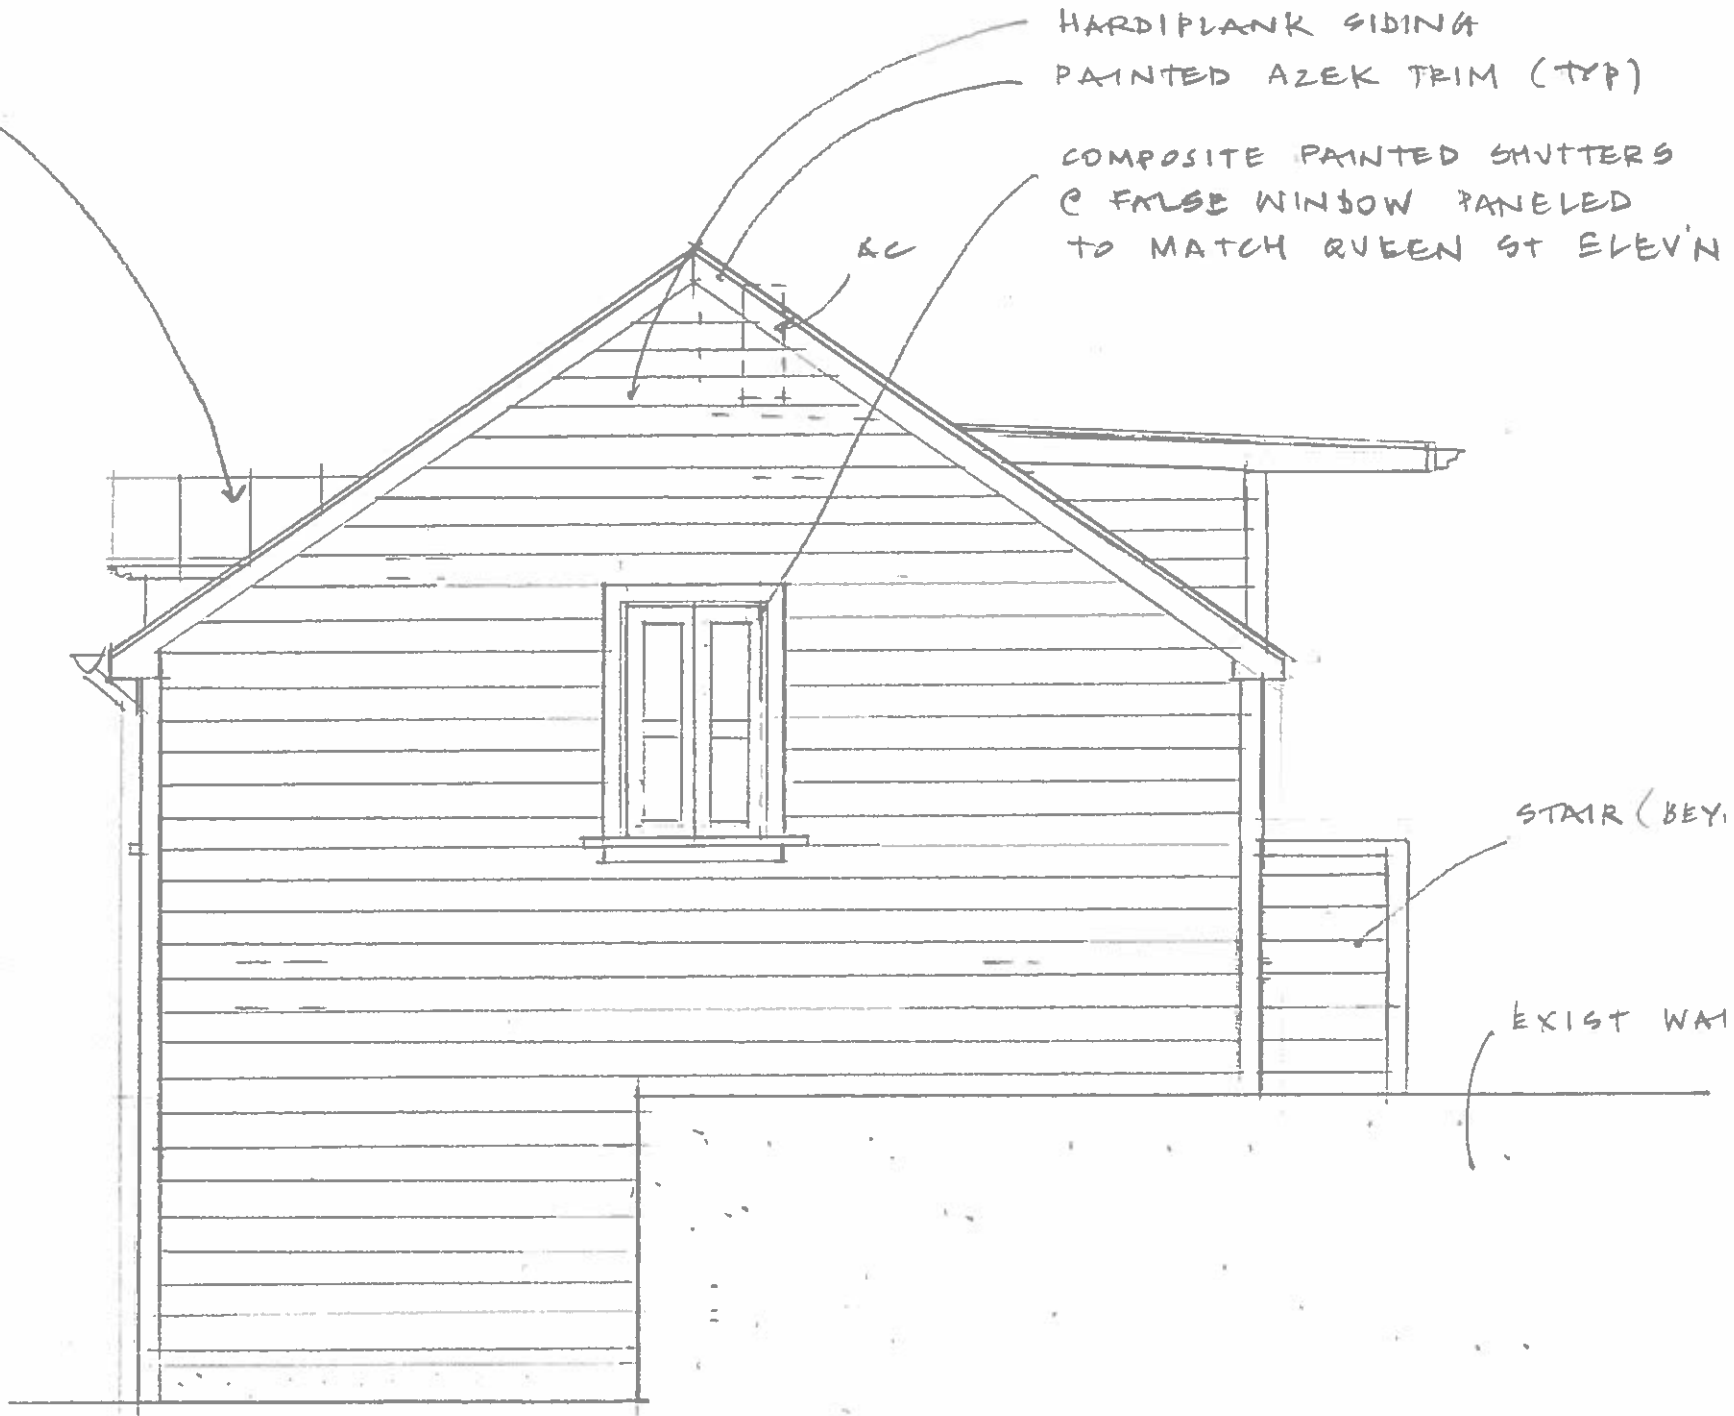 HARDIPLANK SIDING
PAINTED AZEK TRIM (TYP)
COMPOSITE PAINTED SHUTTERS
@ FALSE WINDOW PANELED
TO MATCH QUEEN ST ELEV'N
AC
STAIR (BEY
EXIST WA